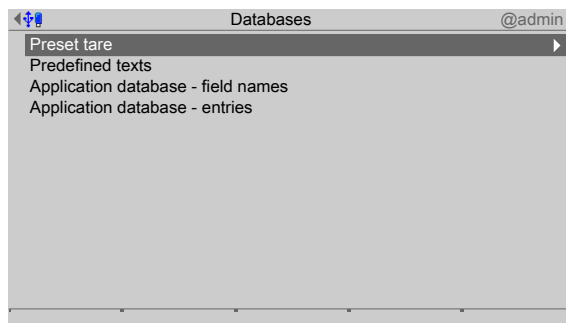 Databases @admin
Preset tare
Predefined texts
Application database - field names
Application database - entries